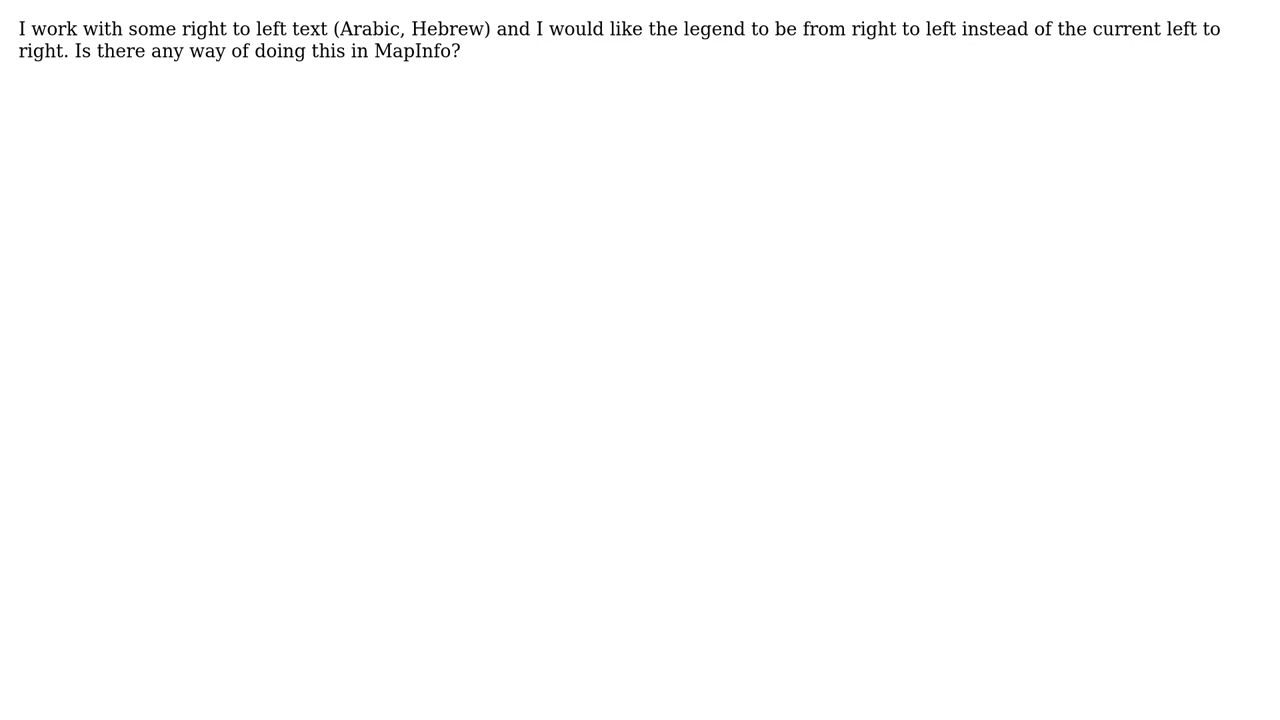 I work with some right to left text (Arabic, Hebrew) and I would like the legend to be from right to left instead of the current left to
right. Is there any way of doing this in MapInfo?